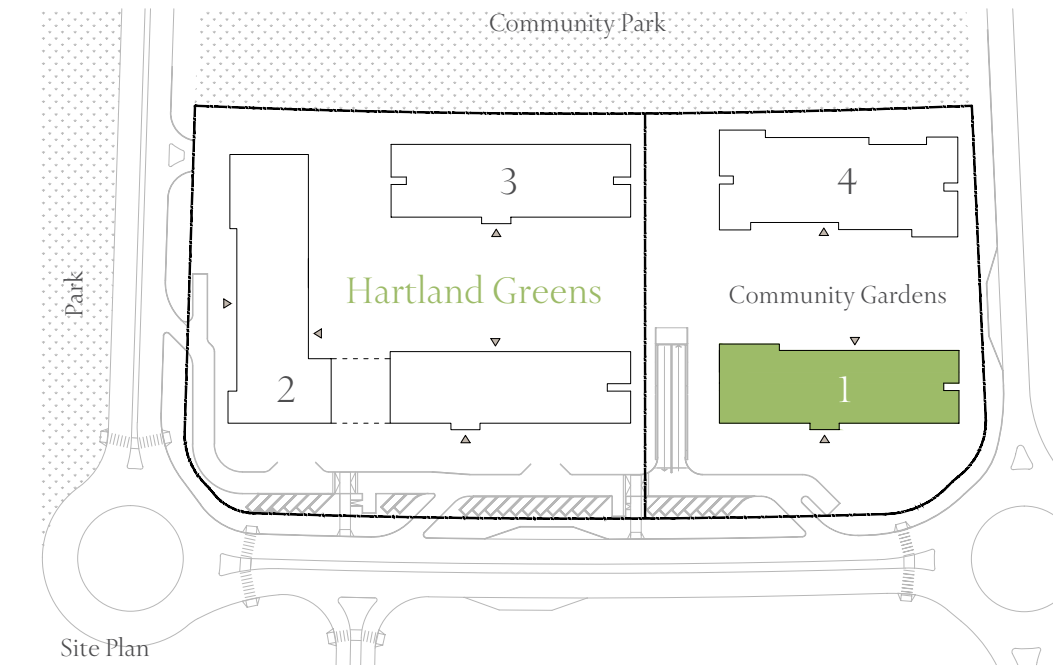 Community Park
3
4
Park
Hartland Greens
Community Gardens
2
1
Site Plan